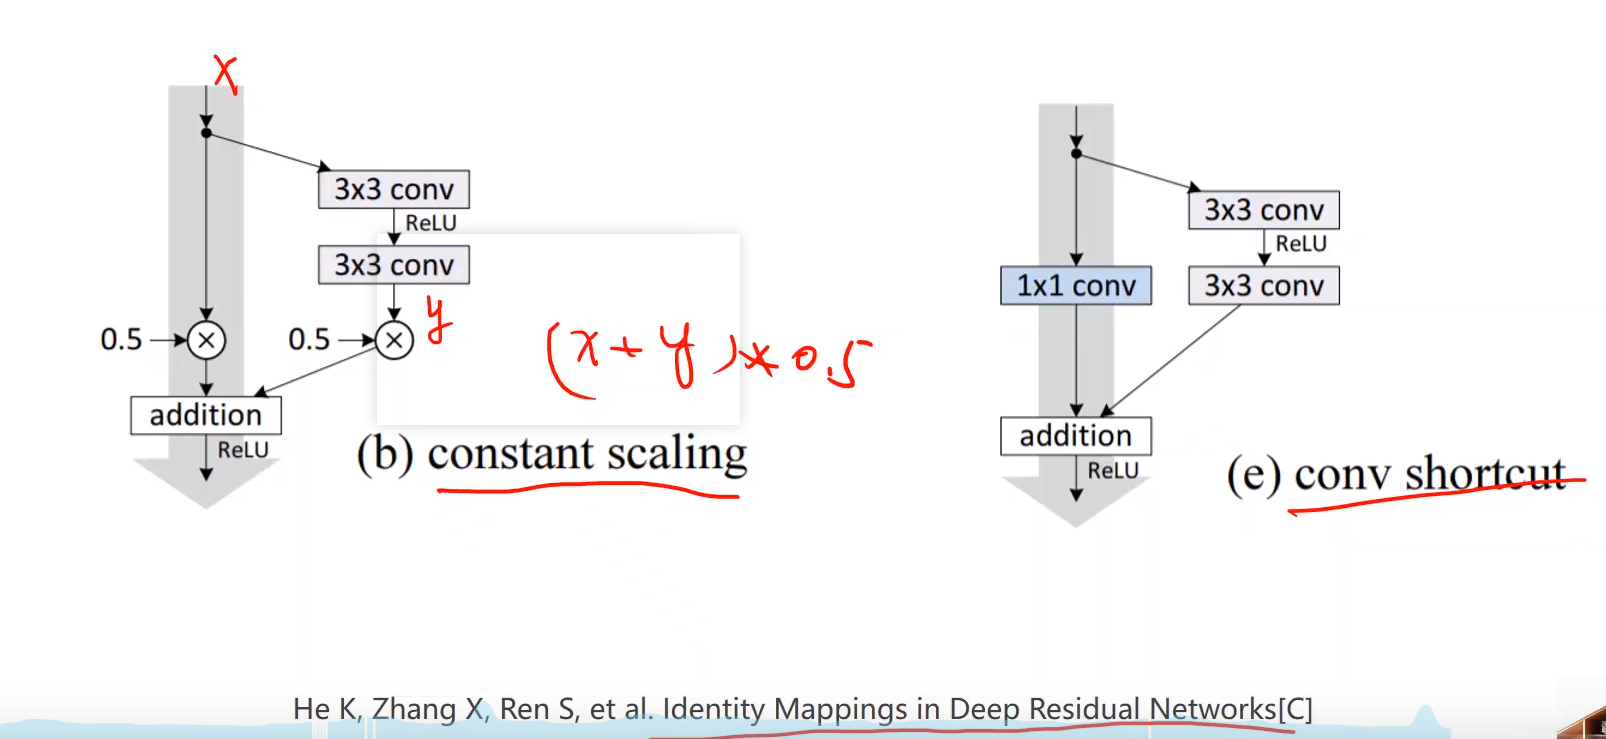 x
3x3 conv
ReLU
3x3 conv
y
0.5
×
0.5
×
(x+y)*0.5
addition
ReLU
(b) constant scaling
3x3 conv
ReLU
1x1 conv
3x3 conv
addition
ReLU
(e) conv shortcut
He K, Zhang X, Ren S, et al. Identity Mappings in Deep Residual Networks[C]